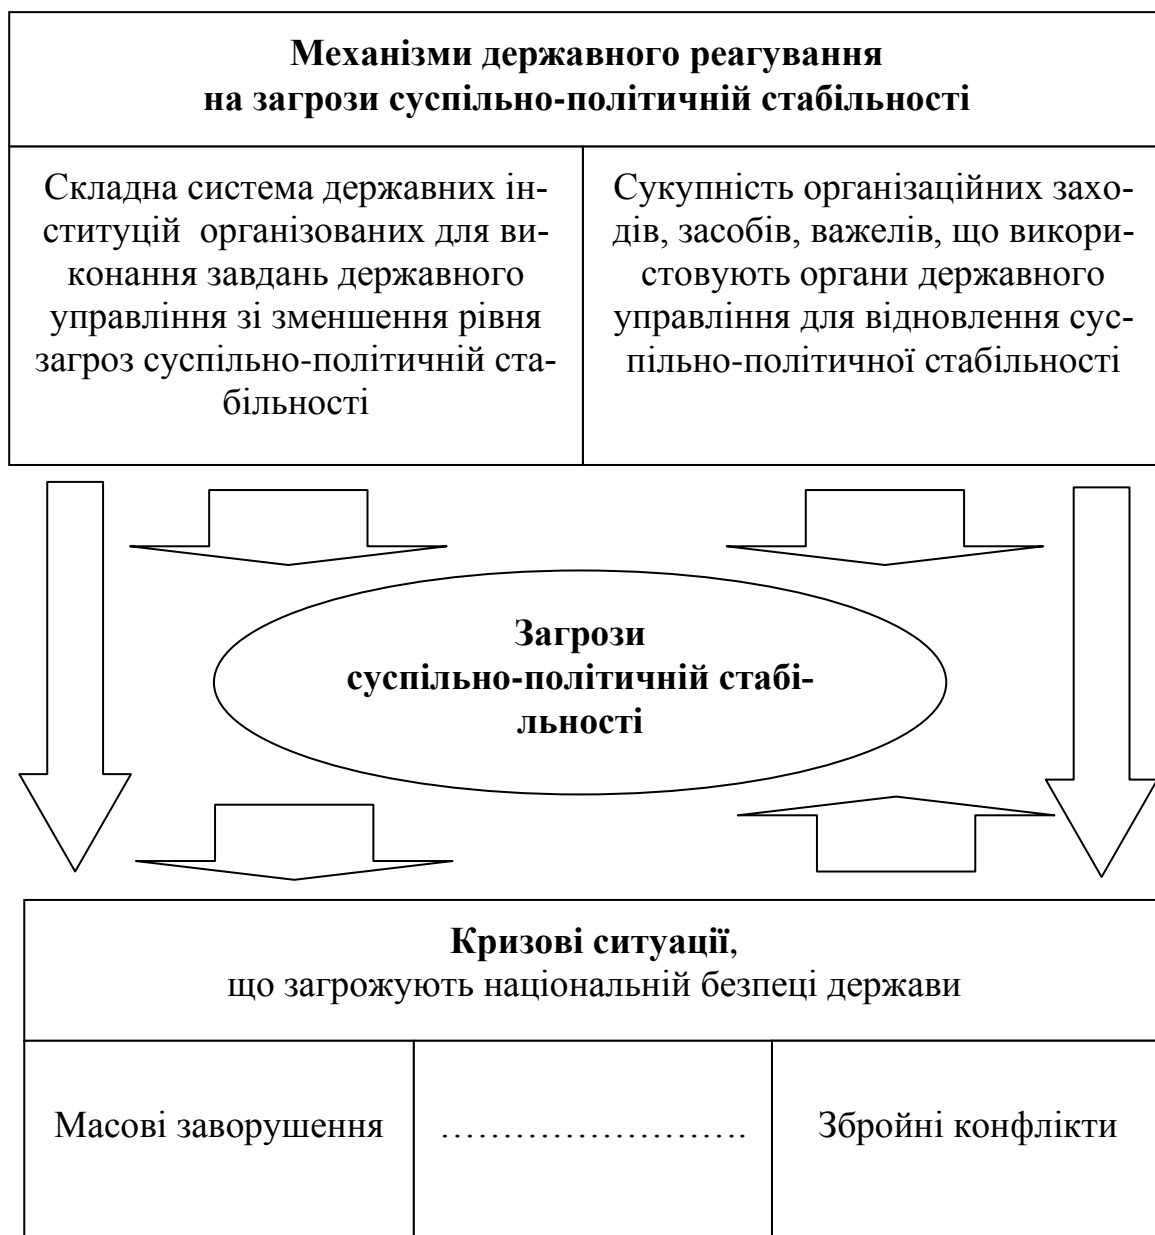 Механізми державного реагування
на загрози суспільно-політичній стабільності
Складна система державних ін-
ституцій організованих для ви-
конання завдань державного
управління зі зменшення рівня
загроз суспільно-політичній ста-
більності
Сукупність організаційних захо-
дів, засобів, важелів, що викори-
стовують органи державного
управління для відновлення сус-
пільно-політичної стабільності
Загрози
суспільно-політичній стабі-
льності
Кризові ситуації,
що загрожують національній безпеці держави
Масові заворушення
……………………….
Збройні конфлікти